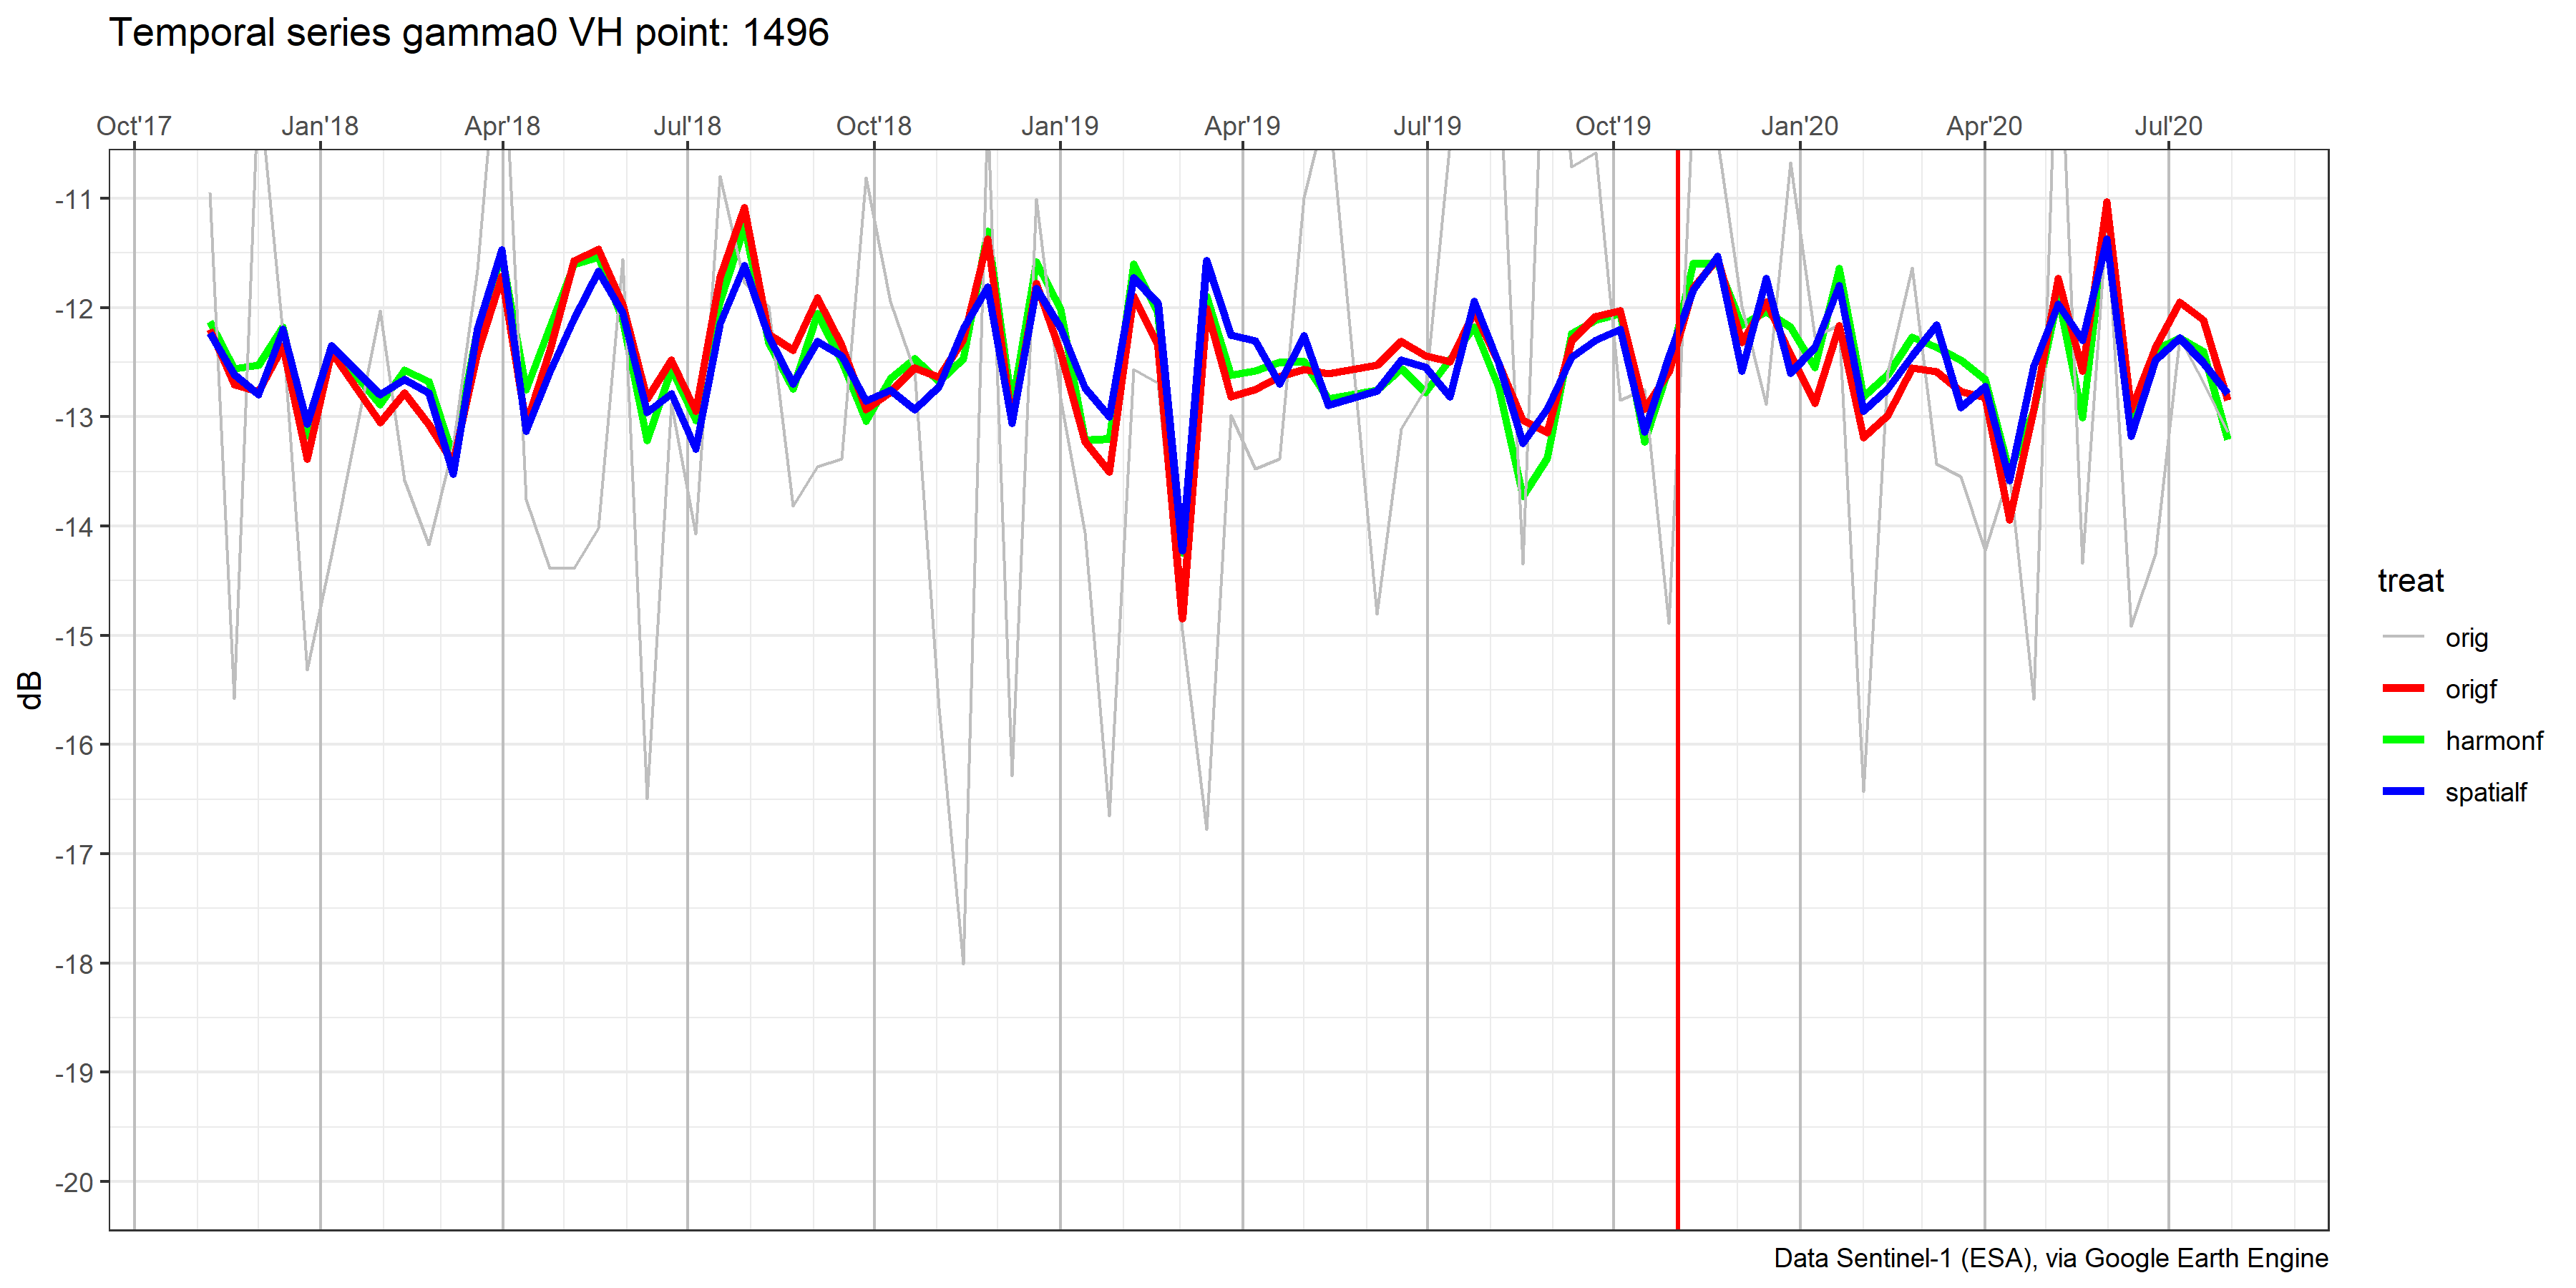 Temporal series gamma0 VH point: 1496
Oct'17 Jan'18 Apr'18 Jul'18 Oct'18 Jan'19 Apr'19 Jul'19 Oct'19 Jan'20 Apr'20 Jul'20
-11
-12
-13
-14
-15
-16
-17
-18
-19
-20
dB
treat
orig
origf
harmonf
spatialf
Data Sentinel-1 (ESA), via Google Earth Engine